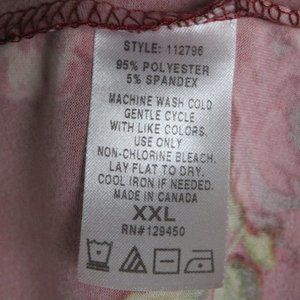 STYLE: 112796
95% POLYESTER
5% SPANDEX
MACHINE WASH COLD
GENTLE CYCLE
WITH LIKE COLORS.
USE ONLY
NON-CHLORINE BLEACH.
LAY FLAT TO DRY.
COOL IRON IF NEEDED.
MADE IN CANADA
XXL
RN#129450